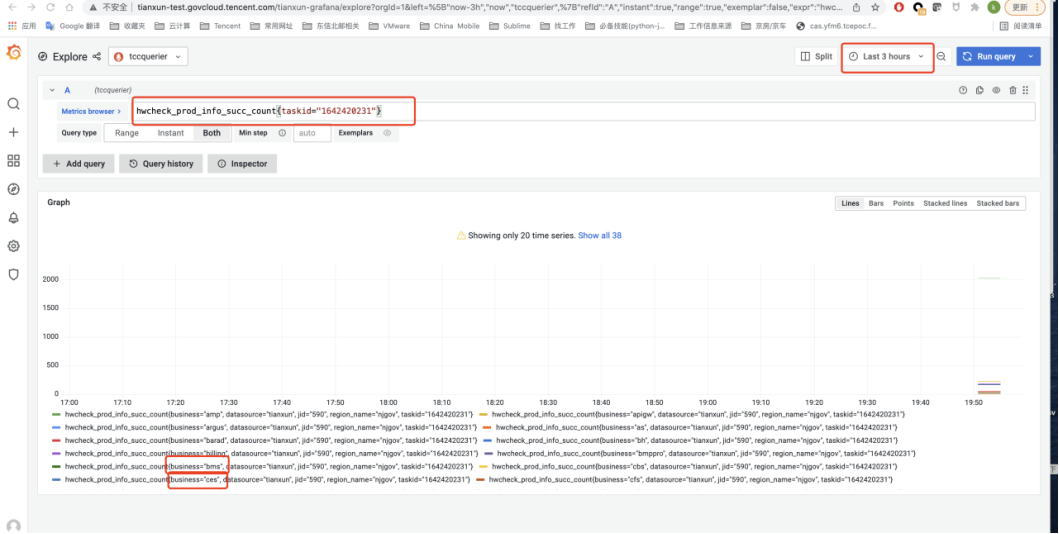 不安全 | tianxun-test.govcloud.tencent.com/tianxun-grafana/explore?orgId=1&left=%5B"now-3h","now","tccquerier",%7B"refId":"A","instant":true,"range":true,"exemplar":false,"expr":"hwc... 更新
应用 Google 翻译 收藏夹 云计算 Tencent 常用网址 东信北邮相关 VMware China Mobile Sublime 找工作 必备技能(python-j... 工作信息来源 京房/京车 cas.yfm6.tcepoc.f... 阅读清单
Explore tccquerier Split Last 3 hours Run query
A (tccquerier)
Metrics browser > hwcheck_prod_info_succ_count{taskid="1642420231"}
Query type Range Instant Both Min step auto Exemplars
+ Add query Query history Inspector
Graph Lines Bars Points Stacked lines Stacked bars
Showing only 20 time series. Show all 38
2000
1500
1000
500
0
17:00 17:10 17:20 17:30 17:40 17:50 18:00 18:10 18:20 18:30 18:40 18:50 19:00 19:10 19:20 19:30 19:40 19:50
hwcheck_prod_info_succ_count{business="amp", datasource="tianxun", jid="590", region_name="njgov", taskid="1642420231"} hwcheck_prod_info_succ_count{business="apigw", datasource="tianxun", jid="590", region_name="njgov", taskid="1642420231"}
hwcheck_prod_info_succ_count{business="argus", datasource="tianxun", jid="590", region_name="njgov", taskid="1642420231"} hwcheck_prod_info_succ_count{business="as", datasource="tianxun", jid="590", region_name="njgov", taskid="1642420231"}
hwcheck_prod_info_succ_count{business="barad", datasource="tianxun", jid="590", region_name="njgov", taskid="1642420231"} hwcheck_prod_info_succ_count{business="bh", datasource="tianxun", jid="590", region_name="njgov", taskid="1642420231"}
hwcheck_prod_info_succ_count{business="billing", datasource="tianxun", jid="590", region_name="njgov", taskid="1642420231"} hwcheck_prod_info_succ_count{business="bmppro", datasource="tianxun", jid="590", region_name="njgov", taskid="1642420231"}
hwcheck_prod_info_succ_count{business="bms", datasource="tianxun", jid="590", region_name="njgov", taskid="1642420231"} hwcheck_prod_info_succ_count{business="cbs", datasource="tianxun", jid="590", region_name="njgov", taskid="1642420231"}
hwcheck_prod_info_succ_count{business="ces", datasource="tianxun", jid="590", region_name="njgov", taskid="1642420231"} hwcheck_prod_info_succ_count{business="cfs", datasource="tianxun", jid="590", region_name="njgov", taskid="1642420231"}